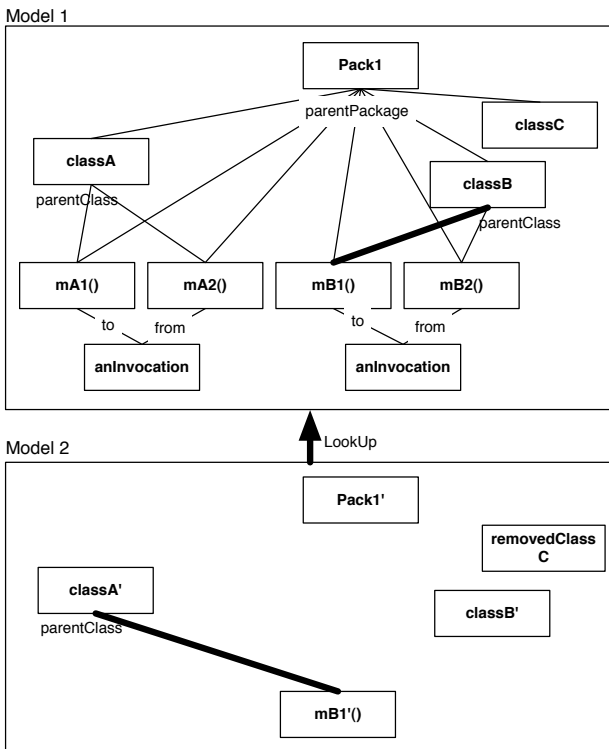 Model 1
Pack1
parentPackage
classC
classA
classB
parentClass
parentClass
mA1()
mA2()
mB1()
mB2()
to
from
to
from
anInvocation
anInvocation
LookUp
Model 2
Pack1'
removedClass
C
classA'
classB'
parentClass
mB1'()